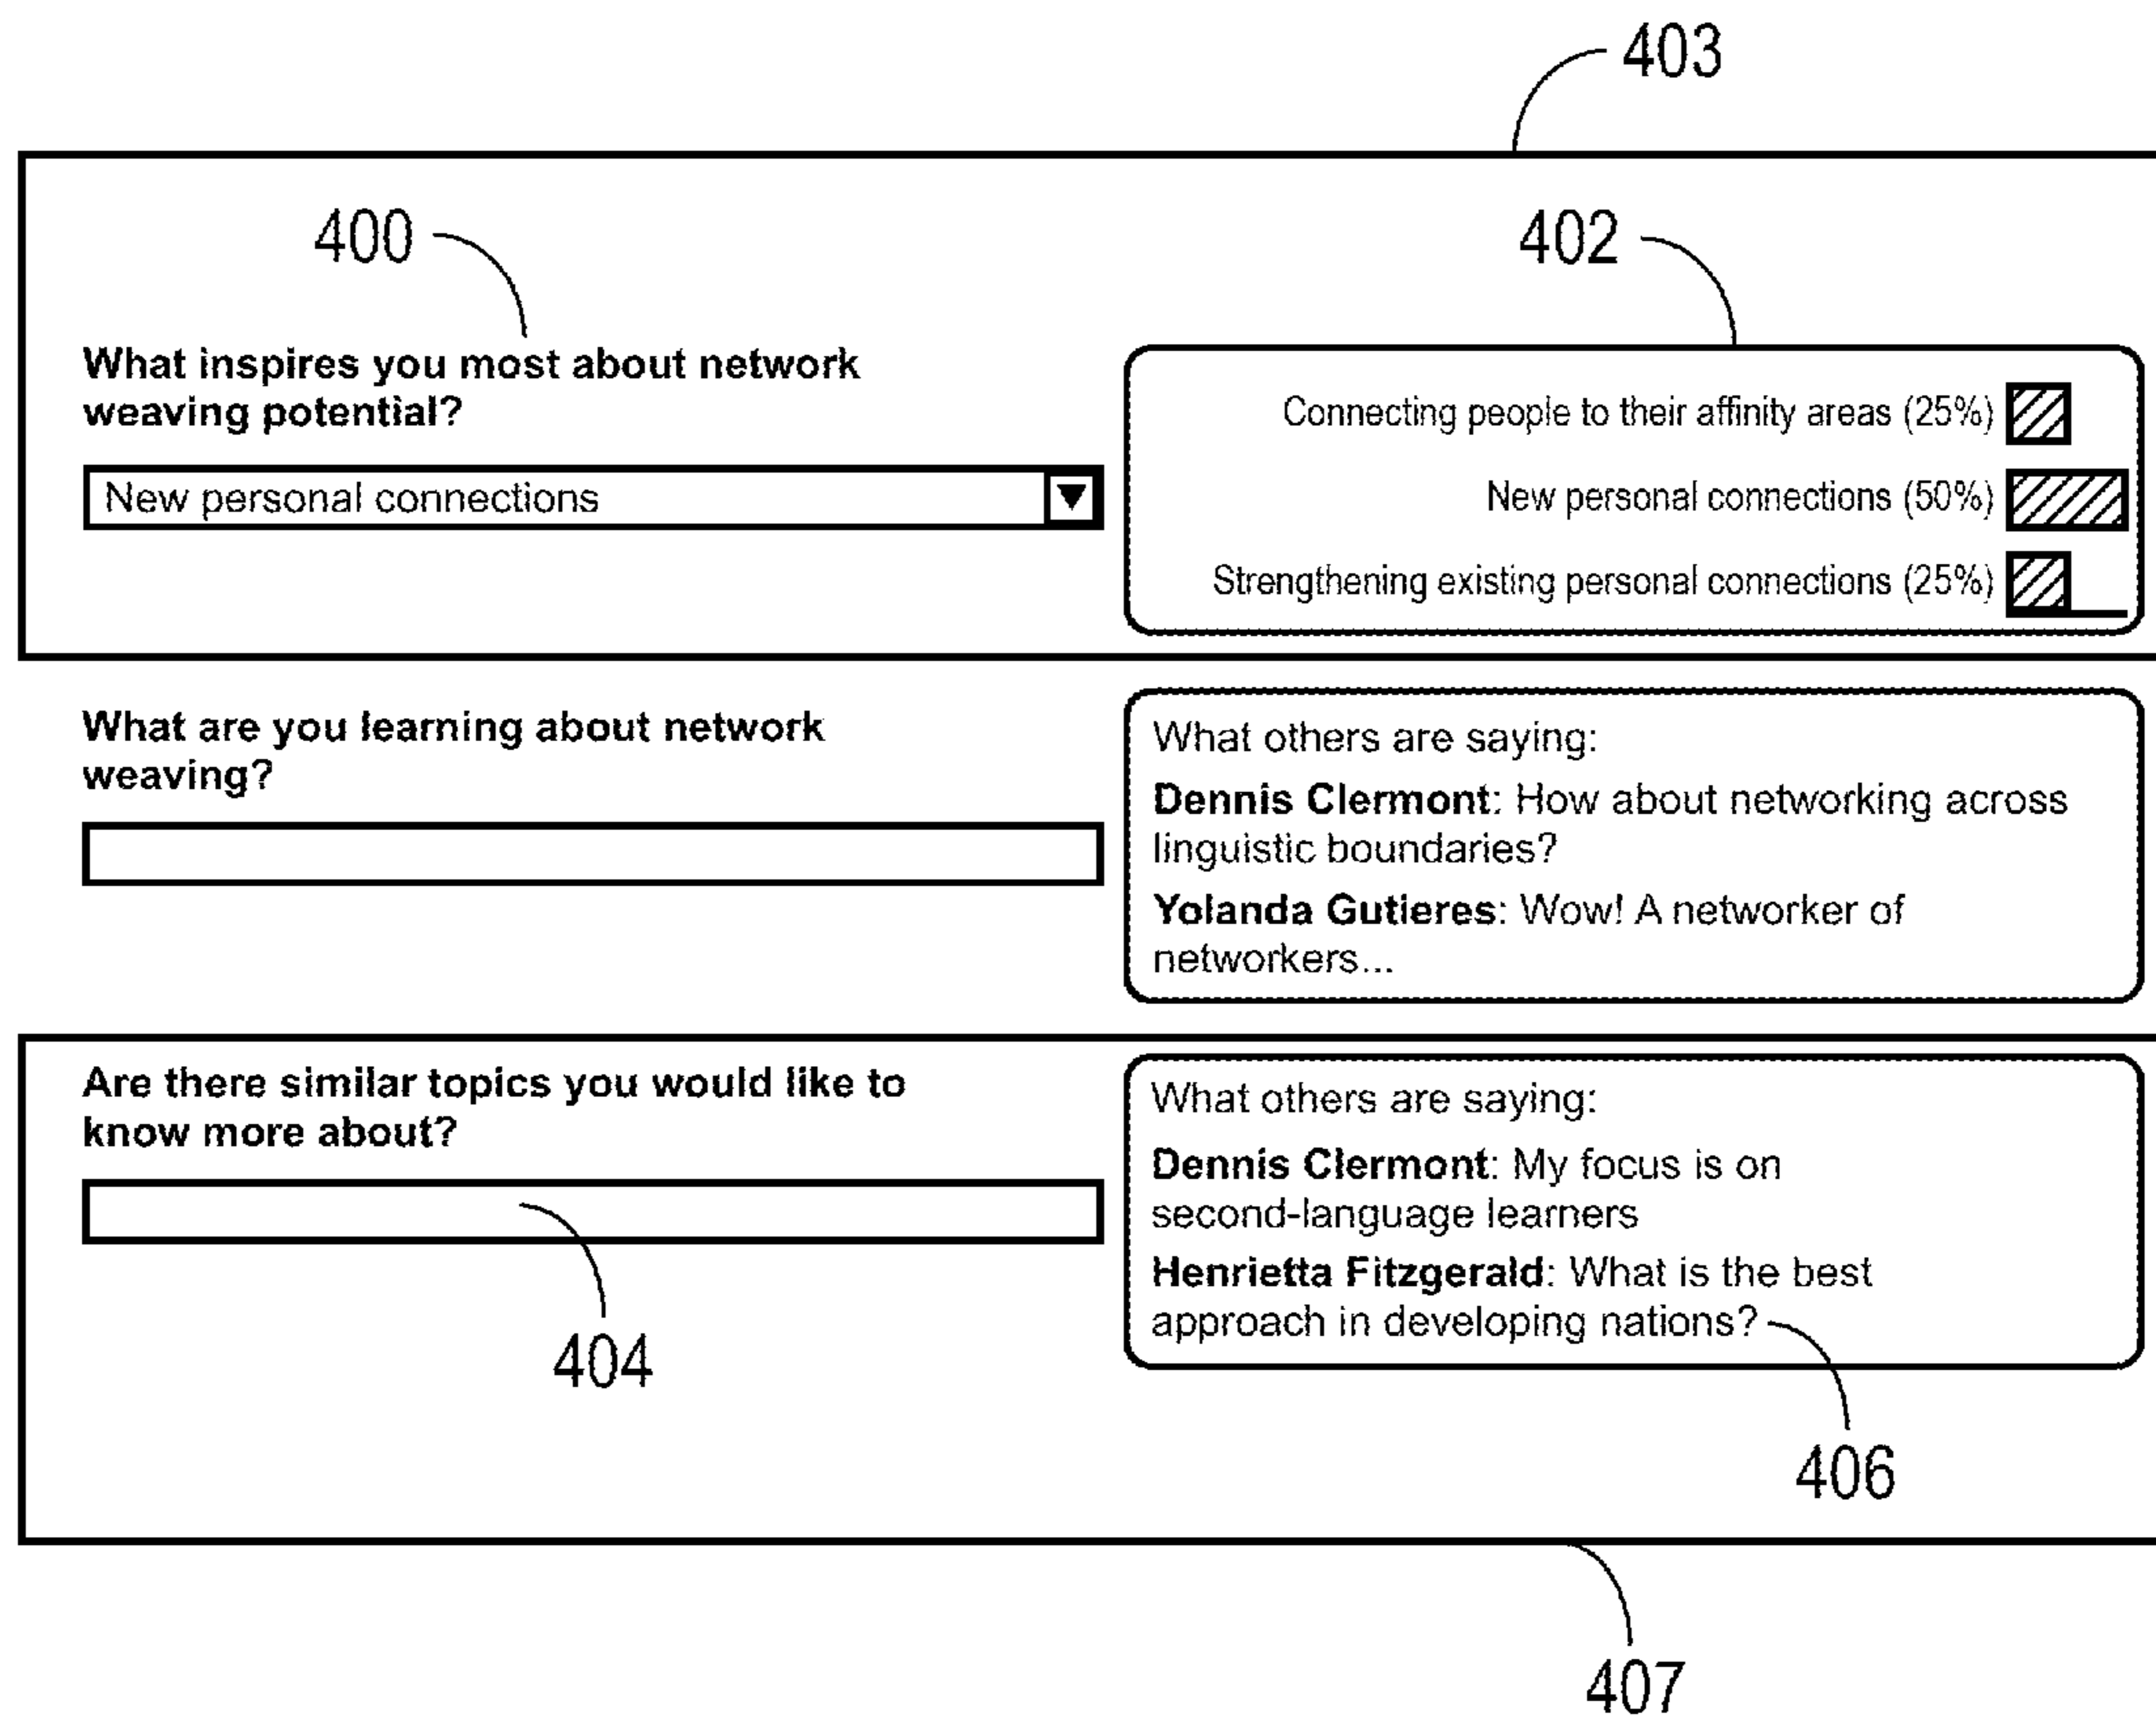 403
400
402
What inspires you most about network
weaving potential?
New personal connections
Connecting people to their affinity areas (25%)
New personal connections (50%)
Strengthening existing personal connections (25%)
What are you learning about network
weaving?
What others are saying:
Dennis Clermont: How about networking across
linguistic boundaries?
Yolanda Gutieres: Wow! A networker of
networkers...
Are there similar topics you would like to
know more about?
404
What others are saying:
Dennis Clermont: My focus is on
second-language learners
Henrietta Fitzgerald: What is the best
approach in developing nations?
406
407